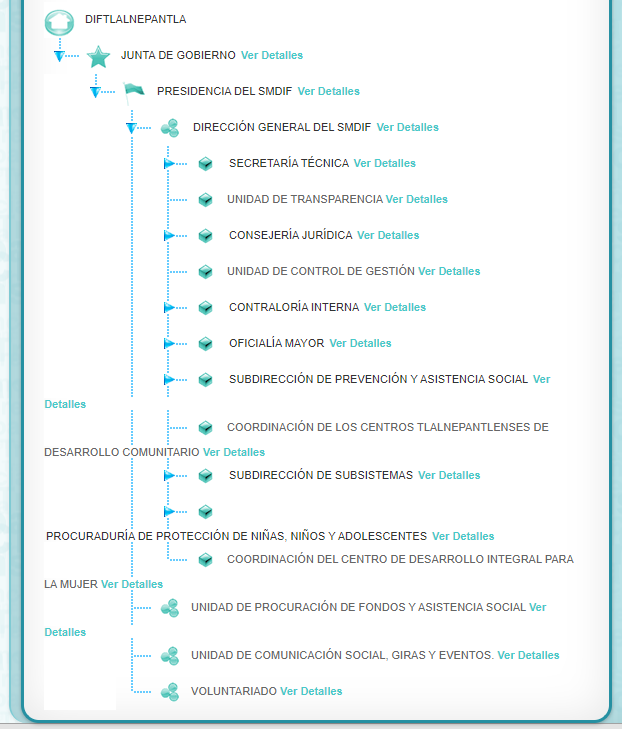 DIFTLALNEPANTLA
JUNTA DE GOBIERNO Ver Detalles
PRESIDENCIA DEL SMDIF Ver Detalles
DIRECCIÓN GENERAL DEL SMDIF Ver Detalles
SECRETARÍA TÉCNICA Ver Detalles
UNIDAD DE TRANSPARENCIA Ver Detalles
CONSEJERÍA JURÍDICA Ver Detalles
UNIDAD DE CONTROL DE GESTIÓN Ver Detalles
CONTRALORÍA INTERNA Ver Detalles
OFICIALÍA MAYOR Ver Detalles
SUBDIRECCIÓN DE PREVENCIÓN Y ASISTENCIA SOCIAL Ver
Detalles
COORDINACIÓN DE LOS CENTROS TLALNEPANTLENSES DE
DESARROLLO COMUNITARIO Ver Detalles
SUBDIRECCIÓN DE SUBSISTEMAS Ver Detalles
PROCURADURÍA DE PROTECCIÓN DE NIÑAS, NIÑOS Y ADOLESCENTES Ver Detalles
COORDINACIÓN DEL CENTRO DE DESARROLLO INTEGRAL PARA
LA MUJER Ver Detalles
UNIDAD DE PROCURACIÓN DE FONDOS Y ASISTENCIA SOCIAL Ver
Detalles
UNIDAD DE COMUNICACIÓN SOCIAL, GIRAS Y EVENTOS. Ver Detalles
VOLUNTARIADO Ver Detalles